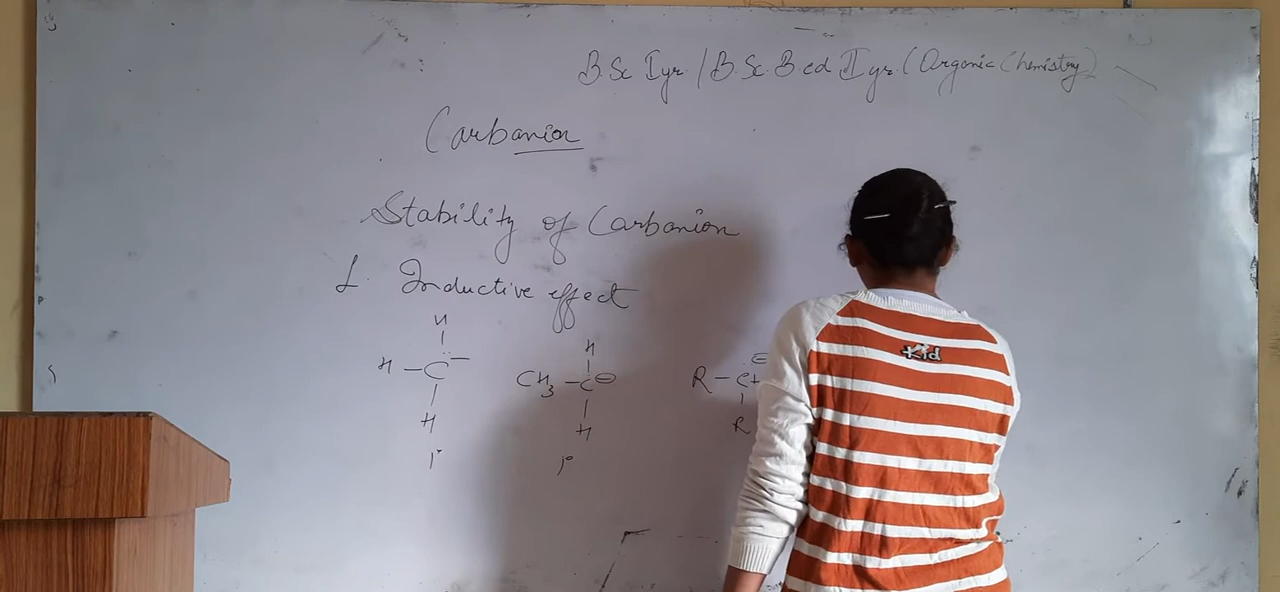 B.Sc I yr / B.Sc. B.ed II yr. (Organic Chemistry)
Carbanion
Stability of Carbanion
1. Inductive effect
H
H – C̈ –
H
1°
H
CH3 – C ⊖
H
1°
⊖
R – C
R
Kid